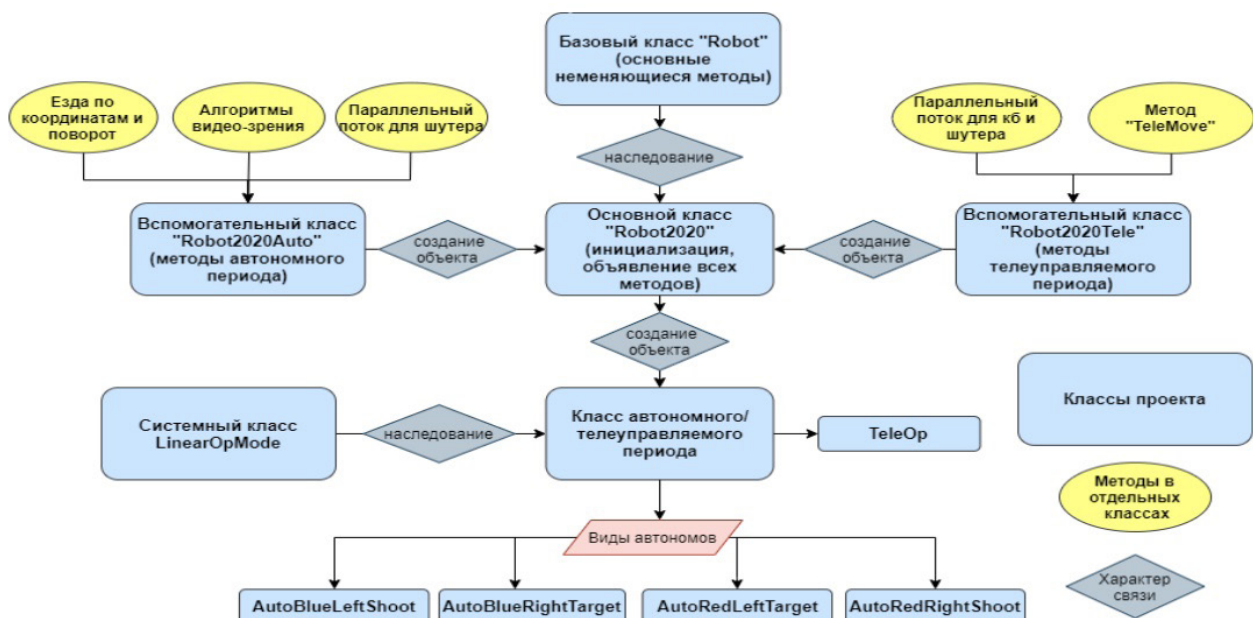 Базовый класс "Robot"
(основные
неменяющиеся методы)
Езда по
координатам и
поворот
Алгоритмы
видео-зрения
Параллельный
поток для шутера
Параллельный
поток для кб и
шутера
Метод
"TeleMove"
наследование
Вспомогательный класс
"Robot2020Auto"
(методы автономного
периода)
создание
объекта
Основной класс
"Robot2020"
(инициализация,
объявление всех
методов)
создание
объекта
Вспомогательный класс
"Robot2020Tele"
(методы
телеуправляемого
периода)
создание
объекта
Системный класс
LinearOpMode
наследование
Класс автономного/
телеуправляемого
периода
TeleOp
Классы проекта
Методы в
отдельных
классах
Виды автономов
Характер
связи
AutoBlueLeftShoot
AutoBlueRightTarget
AutoRedLeftTarget
AutoRedRightShoot